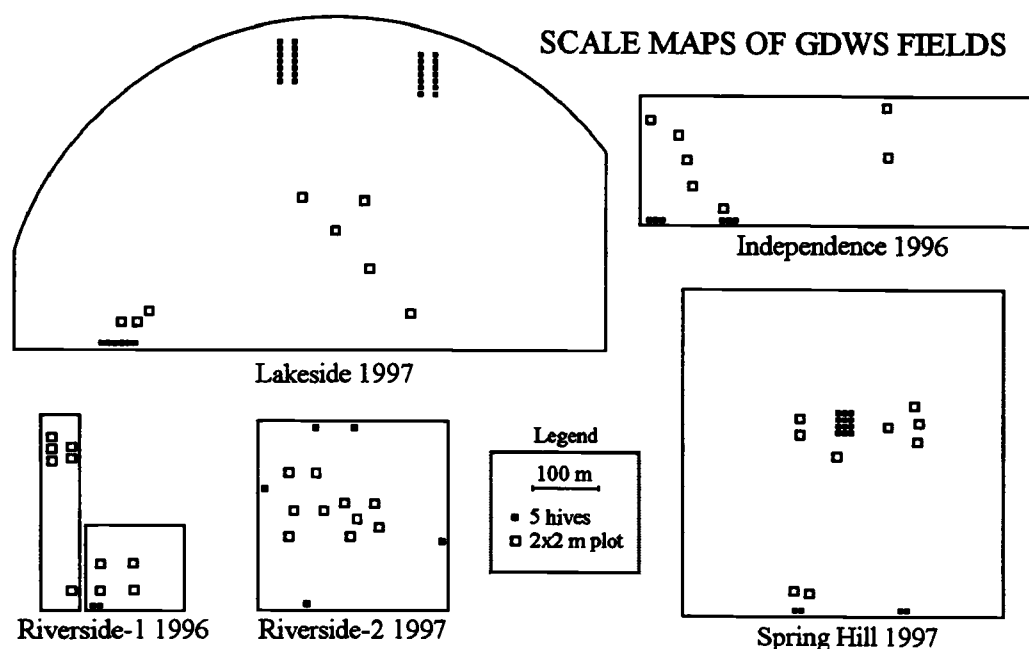 SCALE MAPS OF GDWS FIELDS
Independence 1996
Lakeside 1997
Legend
100 m
5 hives
2x2 m plot
Riverside-1 1996
Riverside-2 1997
Spring Hill 1997